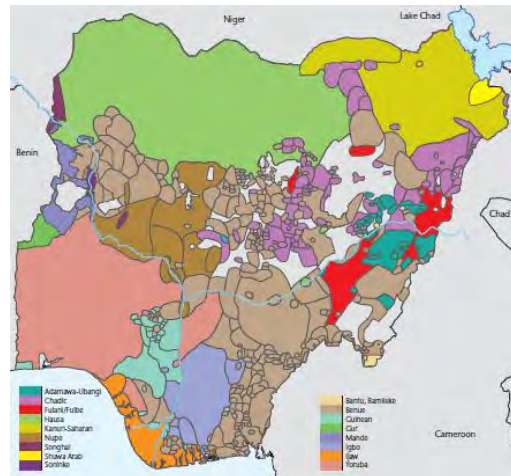 Niger
Lake Chad
Benin
Chad
Cameroon
Adamawa-Ubangi
Chadic
Fulani/Fulbe
Hausa
Kanuri-Saharan
Nupe
Songhai
Shuwa Arab
Soninke
Bantu, Bamileke
Benue
Guinean
Gur
Mande
Igbo
Ijaw
Yoruba